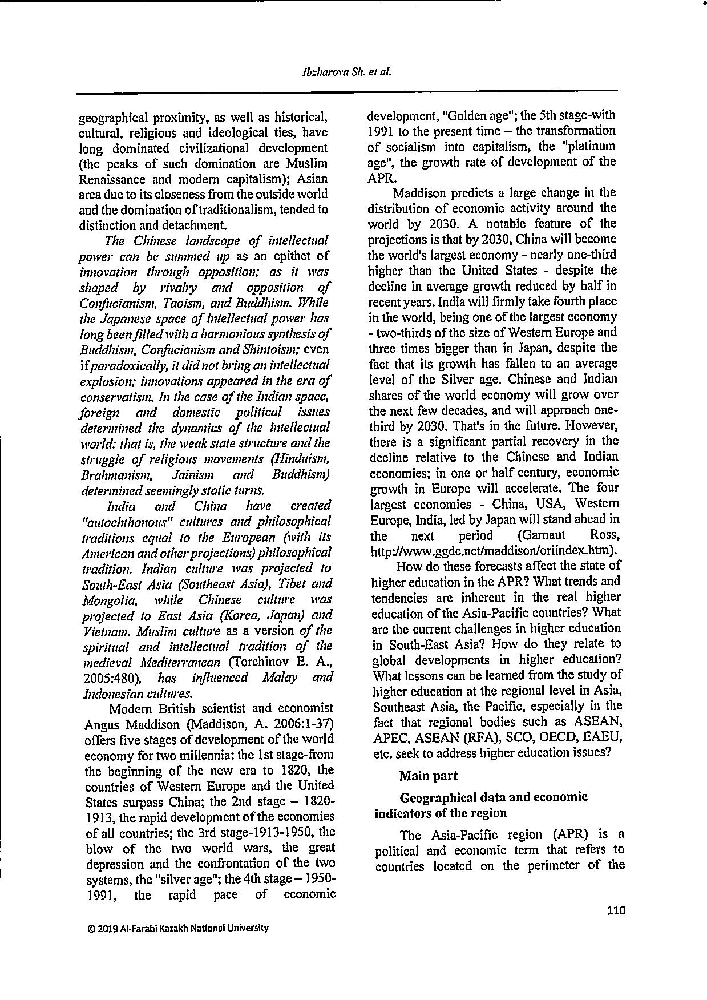 Ibzharova Sh. et al.
geographical proximity, as well as historical,
cultural, religious and ideological ties, have
long dominated civilizational development
(the peaks of such domination are Muslim
Renaissance and modern capitalism); Asian
area due to its closeness from the outside world
and the domination of traditionalism, tended to
distinction and detachment.
The Chinese landscape of intellectual
power can be summed up as an epithet of
innovation through opposition; as it was
shaped by rivalry and opposition of
Confucianism, Taoism, and Buddhism. While
the Japanese space of intellectual power has
long been filled with a harmonious synthesis of
Buddhism, Confucianism and Shintoism; even
if paradoxically, it did not bring an intellectual
explosion; innovations appeared in the era of
conservatism. In the case of the Indian space,
foreign and domestic political issues
determined the dynamics of the intellectual
world: that is, the weak state structure and the
struggle of religious movements (Hinduism,
Brahmanism, Jainism and Buddhism)
determined seemingly static turns.
India and China have created
"autochthonous" cultures and philosophical
traditions equal to the European (with its
American and other projections) philosophical
tradition. Indian culture was projected to
South-East Asia (Southeast Asia), Tibet and
Mongolia, while Chinese culture was
projected to East Asia (Korea, Japan) and
Vietnam. Muslim culture as a version of the
spiritual and intellectual tradition of the
medieval Mediterranean (Torchinov E. A.,
2005:480), has influenced Malay and
Indonesian cultures.
Modern British scientist and economist
Angus Maddison (Maddison, A. 2006:1-37)
offers five stages of development of the world
economy for two millennia: the 1st stage-from
the beginning of the new era to 1820, the
countries of Western Europe and the United
States surpass China; the 2nd stage – 1820-
1913, the rapid development of the economies
of all countries; the 3rd stage-1913-1950, the
blow of the two world wars, the great
depression and the confrontation of the two
systems, the "silver age"; the 4th stage – 1950-
1991, the rapid pace of economic
development, "Golden age"; the 5th stage-with
1991 to the present time – the transformation
of socialism into capitalism, the "platinum
age", the growth rate of development of the
APR.
Maddison predicts a large change in the
distribution of economic activity around the
world by 2030. A notable feature of the
projections is that by 2030, China will become
the world's largest economy - nearly one-third
higher than the United States - despite the
decline in average growth reduced by half in
recent years. India will firmly take fourth place
in the world, being one of the largest economy
- two-thirds of the size of Western Europe and
three times bigger than in Japan, despite the
fact that its growth has fallen to an average
level of the Silver age. Chinese and Indian
shares of the world economy will grow over
the next few decades, and will approach one-
third by 2030. That's in the future. However,
there is a significant partial recovery in the
decline relative to the Chinese and Indian
economies; in one or half century, economic
growth in Europe will accelerate. The four
largest economies - China, USA, Western
Europe, India, led by Japan will stand ahead in
the next period (Garnaut Ross,
http://www.ggdc.net/maddison/oriindex.htm).
How do these forecasts affect the state of
higher education in the APR? What trends and
tendencies are inherent in the real higher
education of the Asia-Pacific countries? What
are the current challenges in higher education
in South-East Asia? How do they relate to
global developments in higher education?
What lessons can be learned from the study of
higher education at the regional level in Asia,
Southeast Asia, the Pacific, especially in the
fact that regional bodies such as ASEAN,
APEC, ASEAN (RFA), SCO, OECD, EAEU,
etc. seek to address higher education issues?
Main part
Geographical data and economic
indicators of the region
The Asia-Pacific region (APR) is a
political and economic term that refers to
countries located on the perimeter of the
110
© 2019 Al-Farabi Kazakh National University